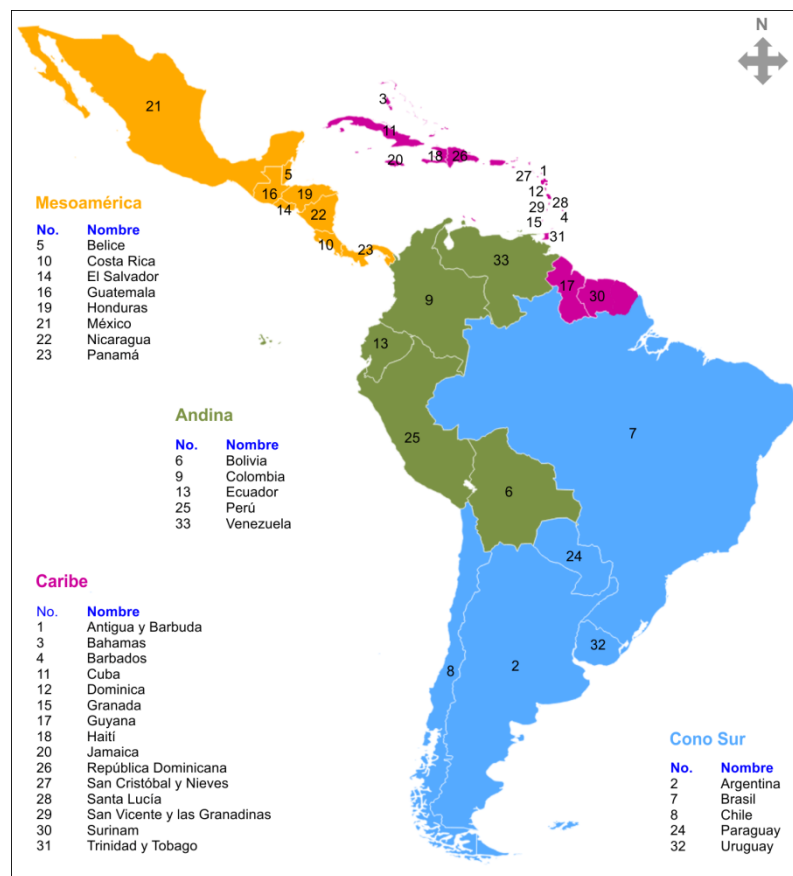 N
21
3
11
20
18
26
27
1
12
28
29
4
15
31
5
16
19
14
22
10
23
33
17
30
9
13
25
7
6
24
32
8
2
Mesoamérica
No. Nombre
5 Belice
10 Costa Rica
14 El Salvador
16 Guatemala
19 Honduras
21 México
22 Nicaragua
23 Panamá
Andina
No. Nombre
6 Bolivia
9 Colombia
13 Ecuador
25 Perú
33 Venezuela
Caribe
No. Nombre
1 Antigua y Barbuda
3 Bahamas
4 Barbados
11 Cuba
12 Dominica
15 Granada
17 Guyana
18 Haití
20 Jamaica
26 República Dominicana
27 San Cristóbal y Nieves
28 Santa Lucía
29 San Vicente y las Granadinas
30 Surinam
31 Trinidad y Tobago
Cono Sur
No. Nombre
2 Argentina
7 Brasil
8 Chile
24 Paraguay
32 Uruguay